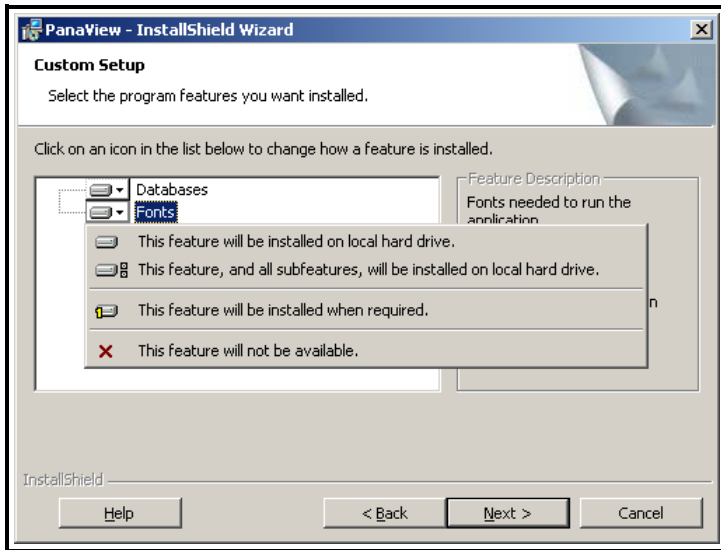 PanaView - InstallShield Wizard
Custom Setup
Select the program features you want installed.
Click on an icon in the list below to change how a feature is installed.
Databases
Fonts
Feature Description
Fonts needed to run the
application
This feature will be installed on local hard drive.
This feature, and all subfeatures, will be installed on local hard drive.
This feature will be installed when required.
n
This feature will not be available.
InstallShield
Help
< Back
Next >
Cancel